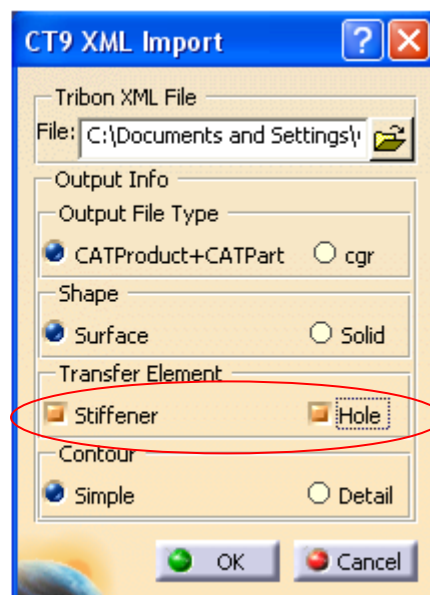 CT9 XML Import
Tribon XML File
File: C:\Documents and Settings\
Output Info
Output File Type
CATProduct+CATPart cgr
Shape
Surface Solid
Transfer Element
Stiffener Hole
Contour
Simple Detail
OK Cancel